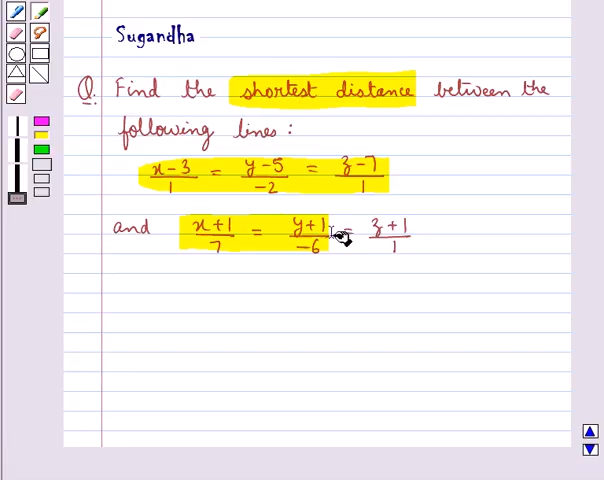 Sugandha
Q. Find the shortest distance between the
following lines :
x-3/1 = y-5/-2 = z-7/1
and x+1/7 = y+1/-6 = z+1/1